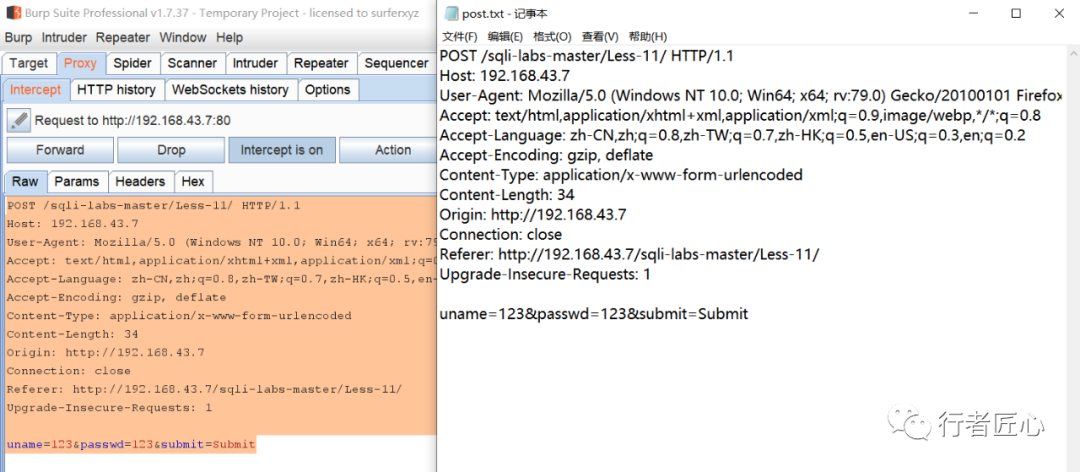 Burp Suite Professional v1.7.37 - Temporary Project - licensed to surferxyz
Burp Intruder Repeater Window Help
Target Proxy Spider Scanner Intruder Repeater Sequencer
Intercept HTTP history WebSockets history Options
Request to http://192.168.43.7:80
Forward Drop Intercept is on Action
Raw Params Headers Hex
POST /sqli-labs-master/Less-11/ HTTP/1.1
Host: 192.168.43.7
User-Agent: Mozilla/5.0 (Windows NT 10.0; Win64; x64; rv:79
Accept: text/html,application/xhtml+xml,application/xml;q=0
Accept-Language: zh-CN,zh;q=0.8,zh-TW;q=0.7,zh-HK;q=0.5,en-
Accept-Encoding: gzip, deflate
Content-Type: application/x-www-form-urlencoded
Content-Length: 34
Origin: http://192.168.43.7
Connection: close
Referer: http://192.168.43.7/sqli-labs-master/Less-11/
Upgrade-Insecure-Requests: 1
uname=123&passwd=123&submit=Submit
post.txt - 记事本
文件(F) 编辑(E) 格式(O) 查看(V) 帮助(H)
POST /sqli-labs-master/Less-11/ HTTP/1.1
Host: 192.168.43.7
User-Agent: Mozilla/5.0 (Windows NT 10.0; Win64; x64; rv:79.0) Gecko/20100101 Firefox
Accept: text/html,application/xhtml+xml,application/xml;q=0.9,image/webp,*/*;q=0.8
Accept-Language: zh-CN,zh;q=0.8,zh-TW;q=0.7,zh-HK;q=0.5,en-US;q=0.3,en;q=0.2
Accept-Encoding: gzip, deflate
Content-Type: application/x-www-form-urlencoded
Content-Length: 34
Origin: http://192.168.43.7
Connection: close
Referer: http://192.168.43.7/sqli-labs-master/Less-11/
Upgrade-Insecure-Requests: 1
uname=123&passwd=123&submit=Submit
行者匠心